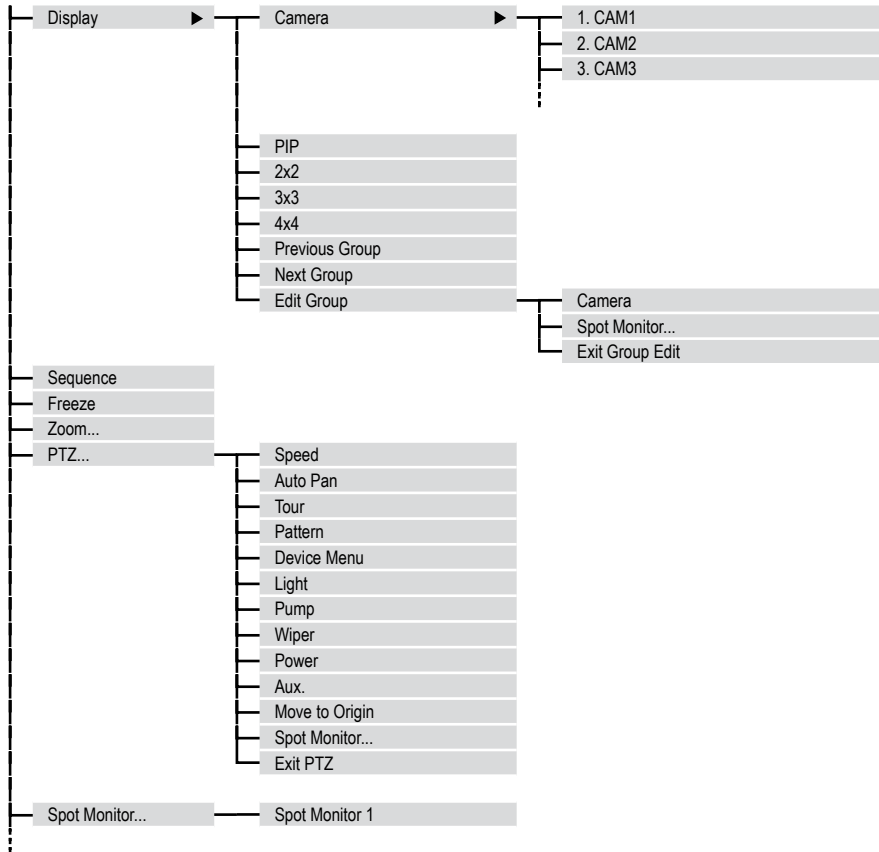 Display ▶ Camera ▶ 1. CAM1
2. CAM2
3. CAM3
PIP
2x2
3x3
4x4
Previous Group
Next Group
Edit Group Camera
Spot Monitor...
Exit Group Edit
Sequence
Freeze
Zoom...
PTZ... Speed
Auto Pan
Tour
Pattern
Device Menu
Light
Pump
Wiper
Power
Aux.
Move to Origin
Spot Monitor...
Exit PTZ
Spot Monitor... Spot Monitor 1